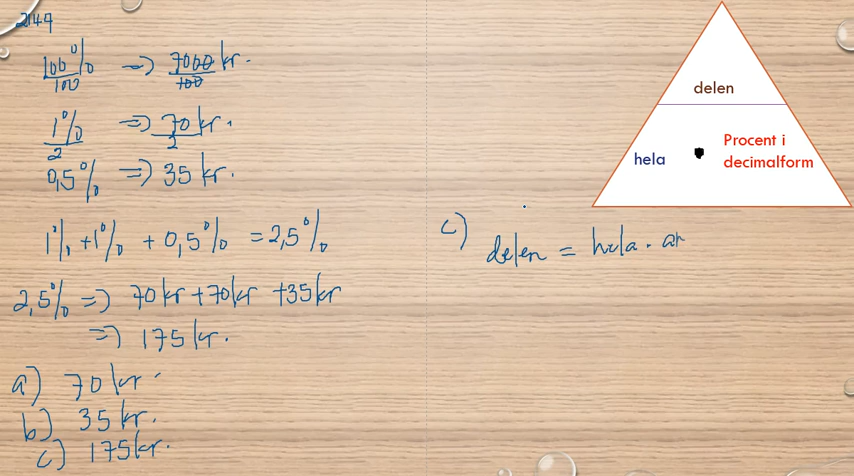 2147
100% => 7000 kr.
100 100
1% => 70 kr.
2 2
0,5% => 35 kr.
1% + 1% + 0,5% = 2,5%
2,5% => 70 kr + 70 kr + 35 kr
=> 175 kr.
a) 70 kr.
b) 35 kr.
c) 175 kr.
delen
hela • Procent i
decimalform
c) delen = hela · an